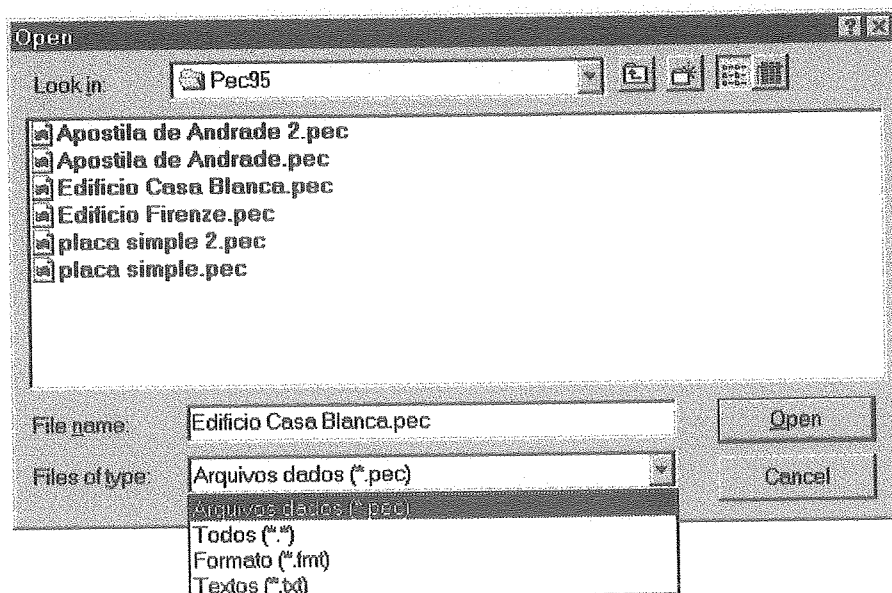 Open
Look in: Pec95
Apostila de Andrade 2.pec
Apostila de Andrade.pec
Edificio Casa Blanca.pec
Edificio Firenze.pec
placa simple 2.pec
placa simple.pec
File name: Edificio Casa Blanca.pec Open
Files of type: Arquivos dados (*.pec) Cancel
Arquivos dados (*.pec)
Todos (*.*)
Formato (*.fmt)
Textos (*.txt)